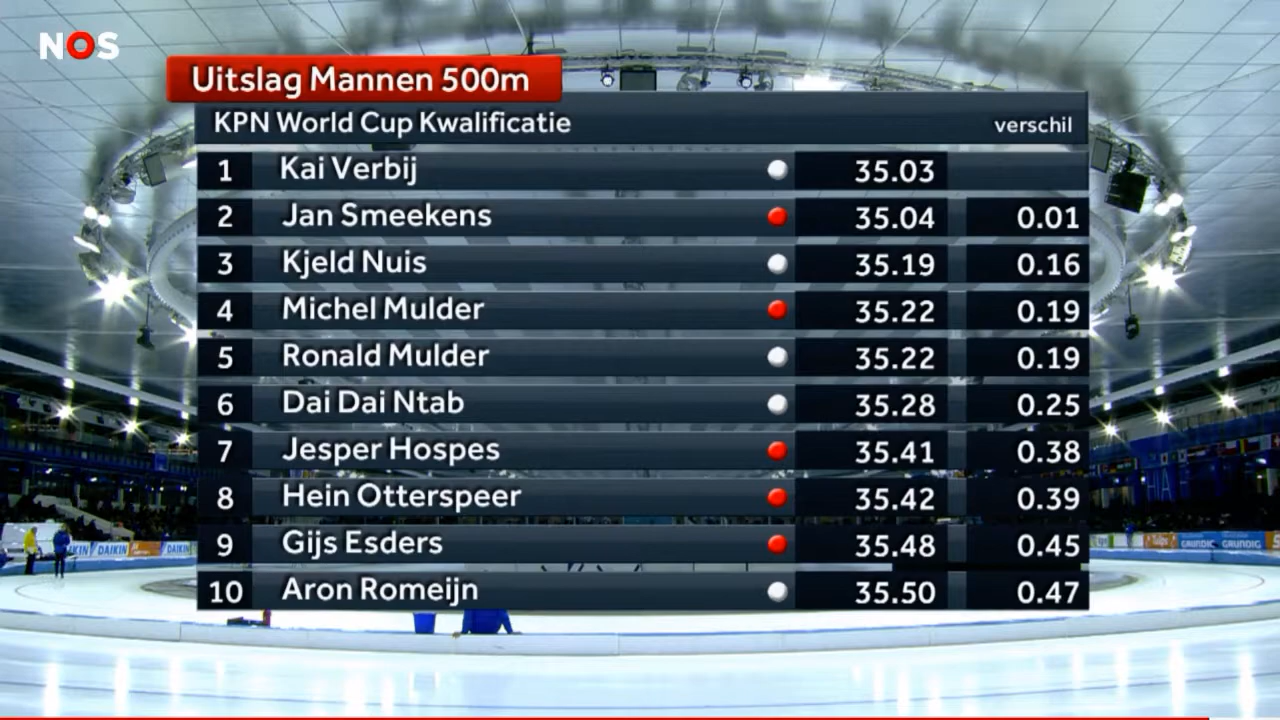 NOS
Uitslag Mannen 500m
KPN World Cup Kwalificatie verschil
1 Kai Verbij 35.03
2 Jan Smeekens 35.04 0.01
3 Kjeld Nuis 35.19 0.16
4 Michel Mulder 35.22 0.19
5 Ronald Mulder 35.22 0.19
6 Dai Dai Ntab 35.28 0.25
7 Jesper Hospes 35.41 0.38
8 Hein Otterspeer 35.42 0.39
9 Gijs Esders 35.48 0.45
10 Aron Romeijn 35.50 0.47
DAIKIN DAIKIN GRUNDIG GRUNDIG